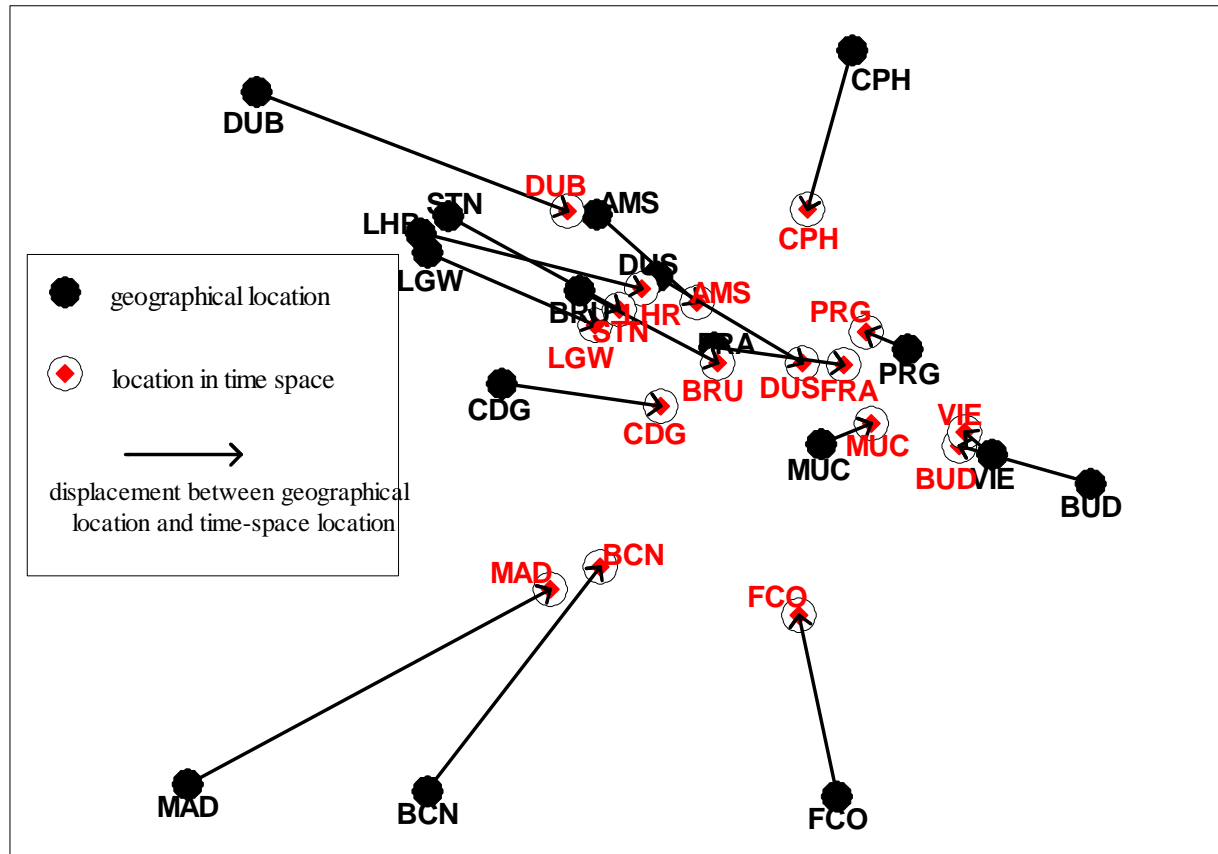 CPH
DUB
DUB
STN
AMS
LHR
CPH
LGW
DUS
geographical location
AMS
BRU
LHR
PRG
STN
LGW
FRA
PRG
location in time space
BRU
DUS
FRA
CDG
VIE
CDG
MUC
MUC
BUD
VIE
BUD
displacement between geographical
location and time-space location
BCN
MAD
FCO
MAD
BCN
FCO